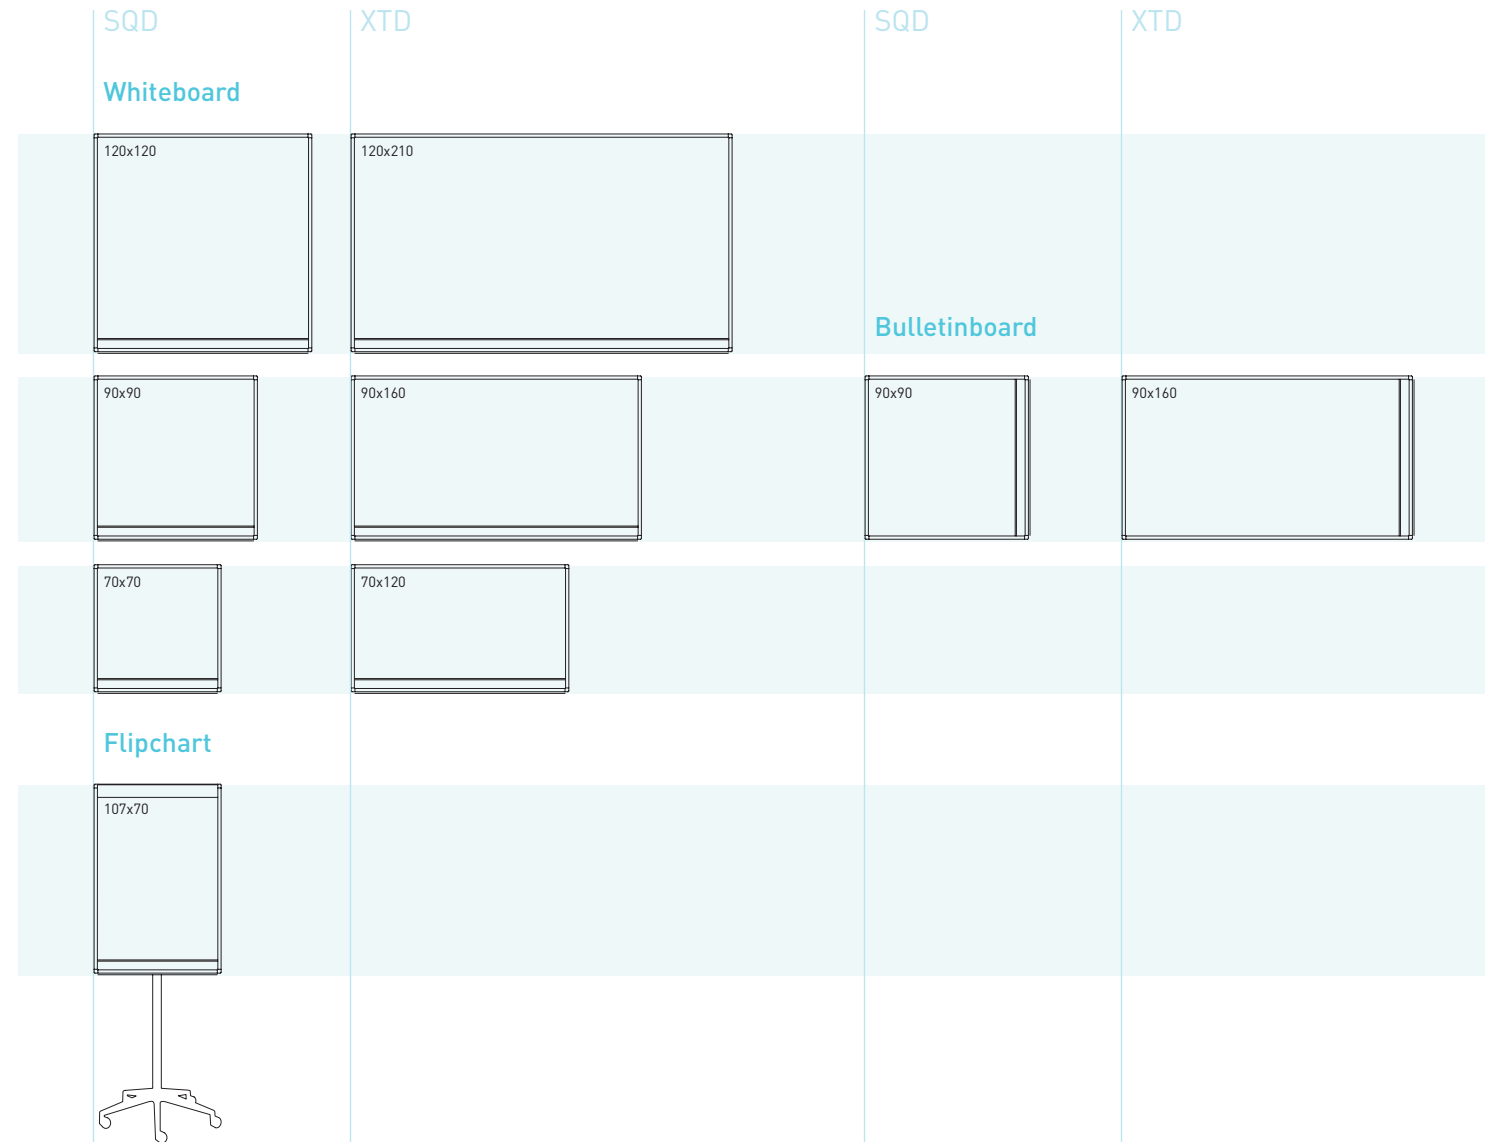 SQD XTD SQD XTD
Whiteboard
120x120 120x210
Bulletinboard
90x90 90x160 90x90 90x160
70x70 70x120
Flipchart
107x70